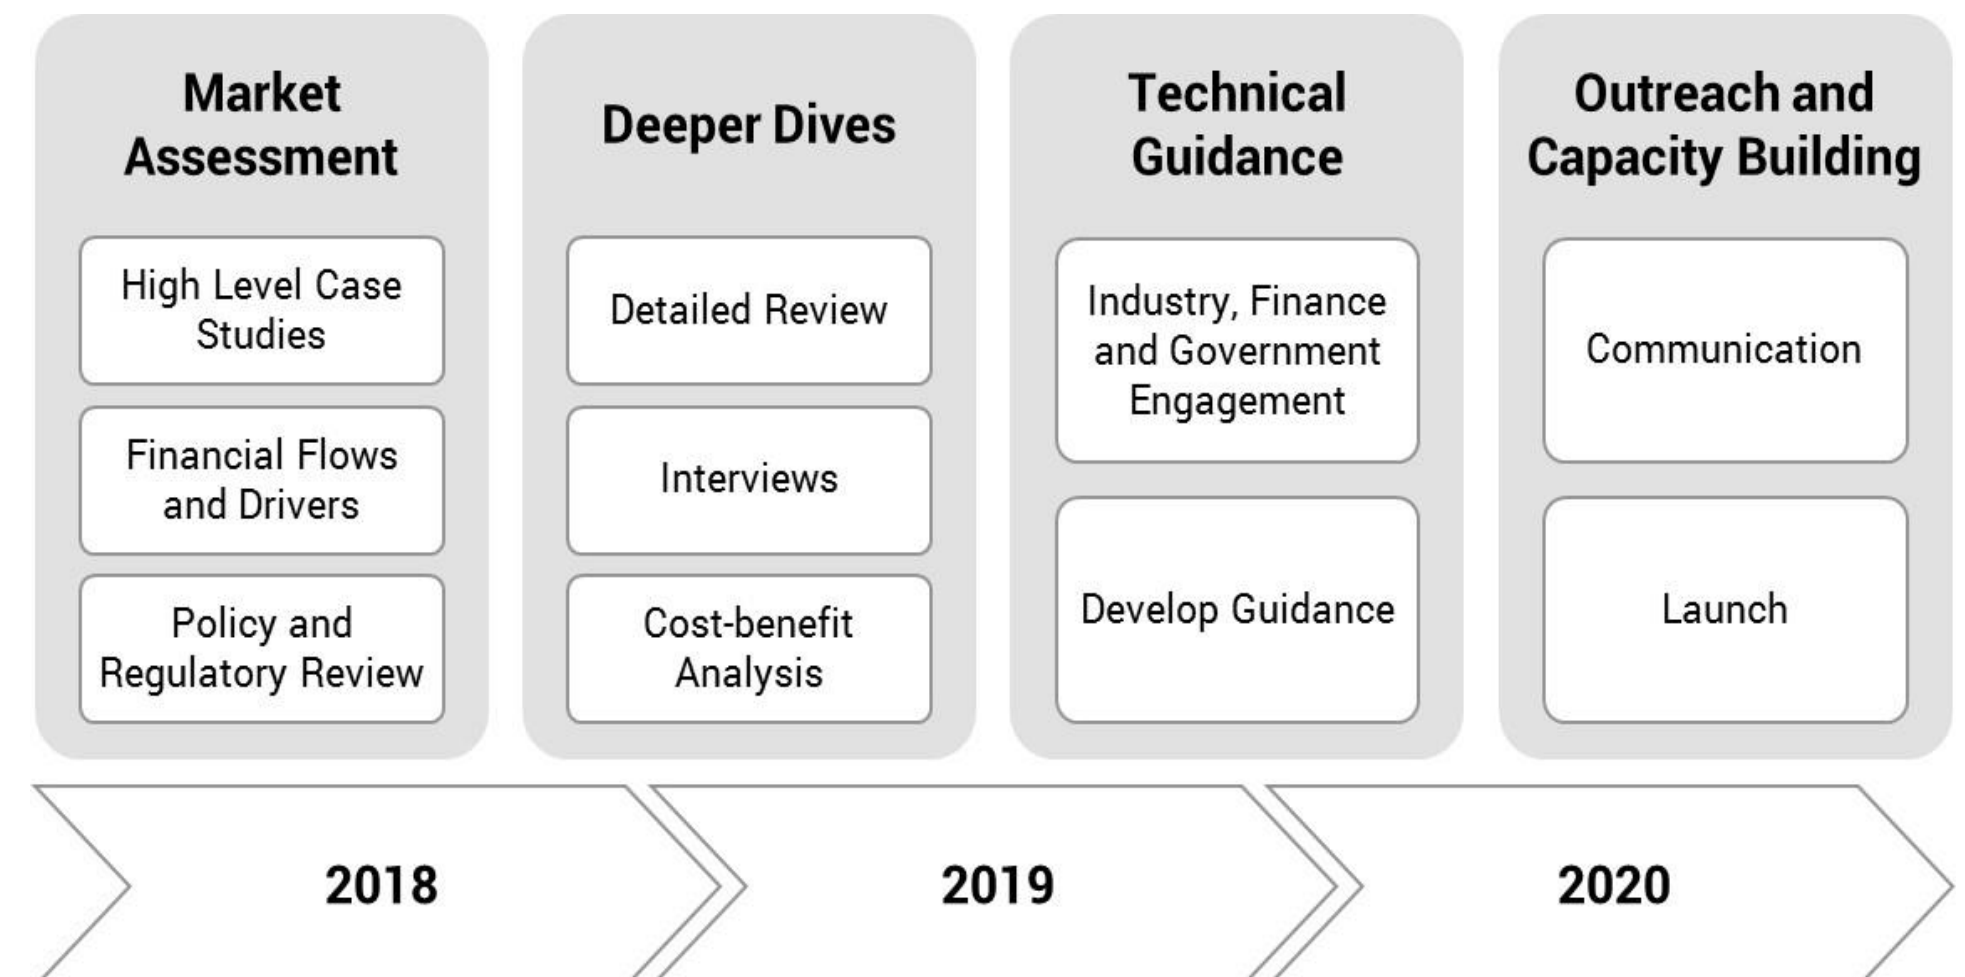 Market
Assessment
High Level Case
Studies
Financial Flows
and Drivers
Policy and
Regulatory Review
Deeper Dives
Detailed Review
Interviews
Cost-benefit
Analysis
Technical
Guidance
Industry, Finance
and Government
Engagement
Develop Guidance
Outreach and
Capacity Building
Communication
Launch
2018
2019
2020